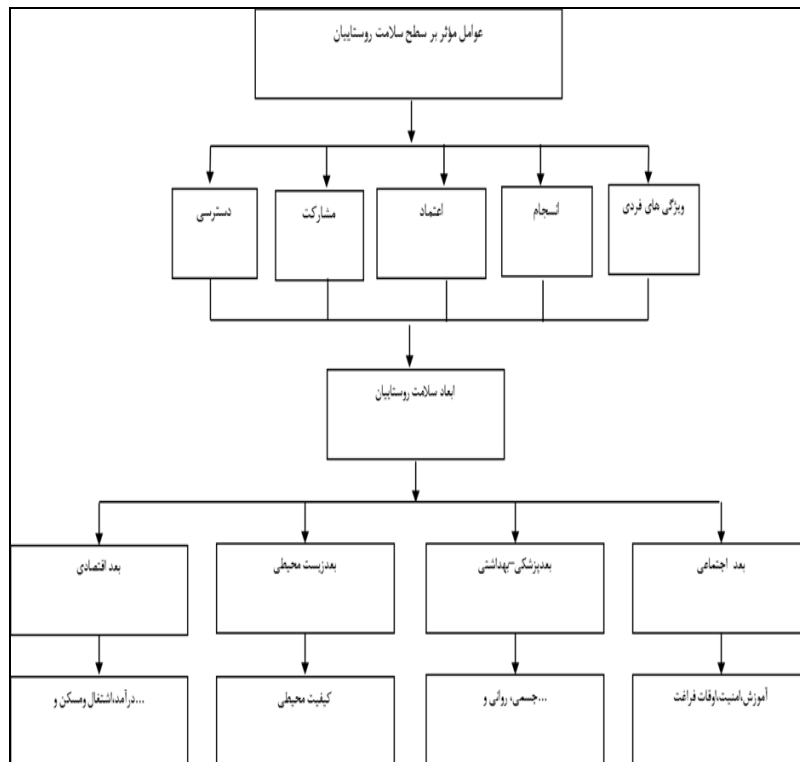 عوامل مؤثر بر سطح سلامت روستاییان
ویژگی های فردی
انسجام
اعتماد
مشارکت
دسترسی
ابعاد سلامت روستاییان
بعد اجتماعی
بعدپزشکی-بهداشتی
بعدزیست محیطی
بعد اقتصادی
آموزش،امنیت،اوقات فراغت
جسمی، روانی و...
کیفیت محیطی
درآمد،اشتغال ومسکن و...